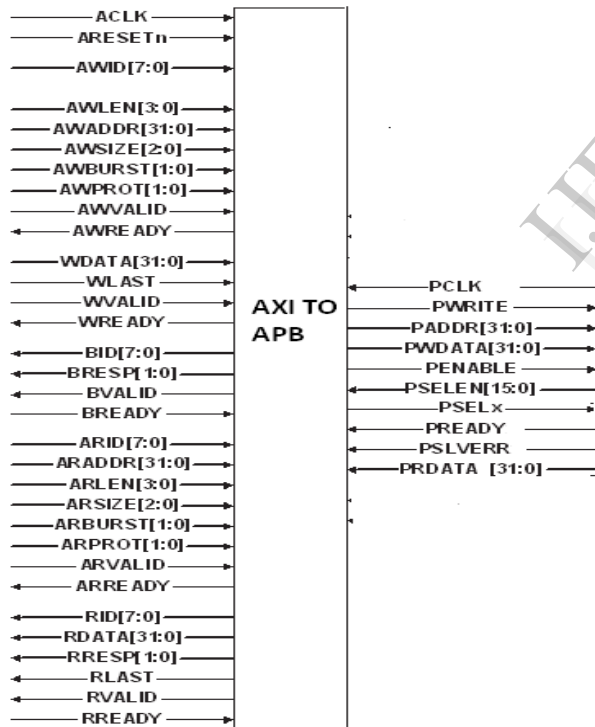 ACLK
ARESETn
AWID[7:0]
AWLEN[3:0]
AWADDR[31:0]
AWSIZE[2:0]
AWBURST[1:0]
AWPROT[1:0]
AWVALID
AWREADY
WDATA[31:0]
WLAST
WVALID
WREADY
BID[7:0]
BRESP[1:0]
BVALID
BREADY
ARID[7:0]
ARADDR[31:0]
ARLEN[3:0]
ARSIZE[2:0]
ARBURST[1:0]
ARPROT[1:0]
ARVALID
ARREADY
RID[7:0]
RDATA[31:0]
RRESP[1:0]
RLAST
RVALID
RREADY
AXI TO
APB
PCLK
PWRITE
PADDR[31:0]
PWDATA[31:0]
PENABLE
PSELEN[15:0]
PSELx
PREADY
PSLVERR
PRDATA [31:0]